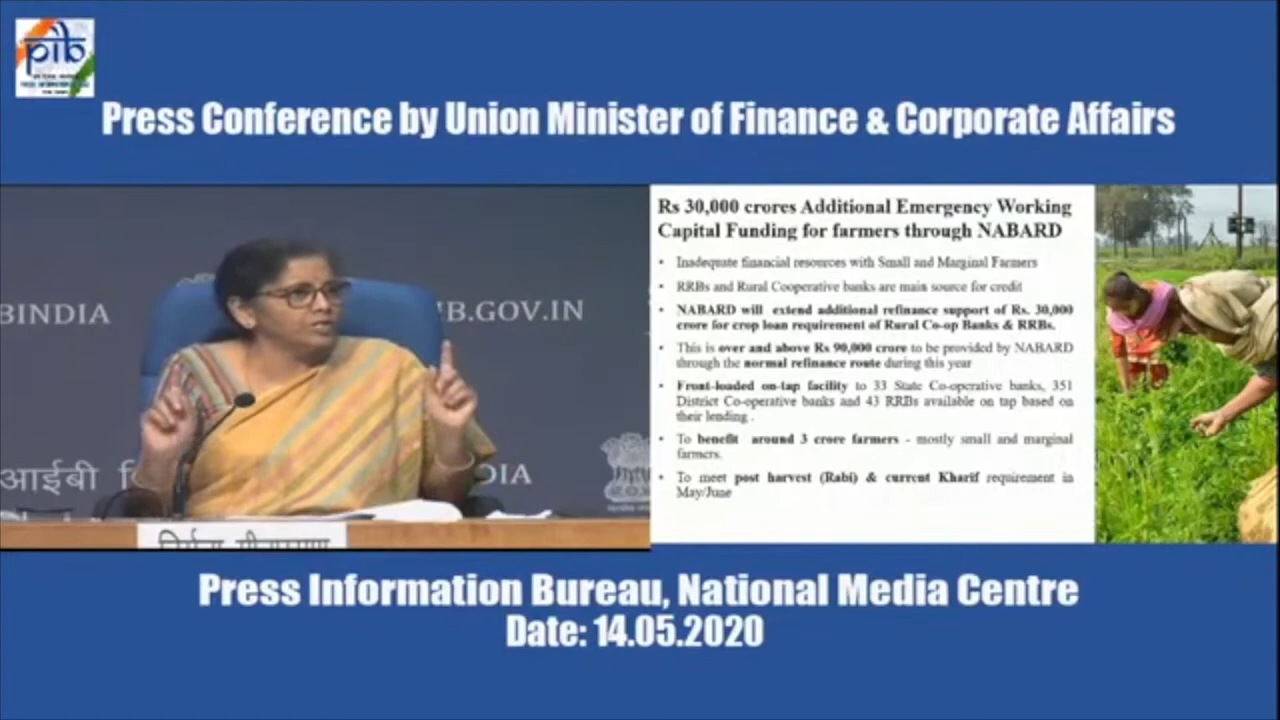 pib
Press Conference by Union Minister of Finance & Corporate Affairs
BINDIA
IB.GOV.IN
आईबी
DIA
निर्मला सीतारमण
Rs 30,000 crores Additional Emergency Working
Capital Funding for farmers through NABARD
• Inadequate financial resources with Small and Marginal Farmers
• RRBs and Rural Cooperative banks are main source for credit
• NABARD will extend additional refinance support of Rs. 30,000
crore for crop loan requirement of Rural Co-op Banks & RRBs.
• This is over and above Rs 90,000 crore to be provided by NABARD
through the normal refinance route during this year
• Front-loaded on-tap facility to 33 State Co-operative banks, 351
District Co-operative banks and 43 RRBs available on tap based on
their lending .
• To benefit around 3 crore farmers - mostly small and marginal
farmers.
• To meet post harvest (Rabi) & current Kharif requirement in
May/June
Press Information Bureau, National Media Centre
Date: 14.05.2020